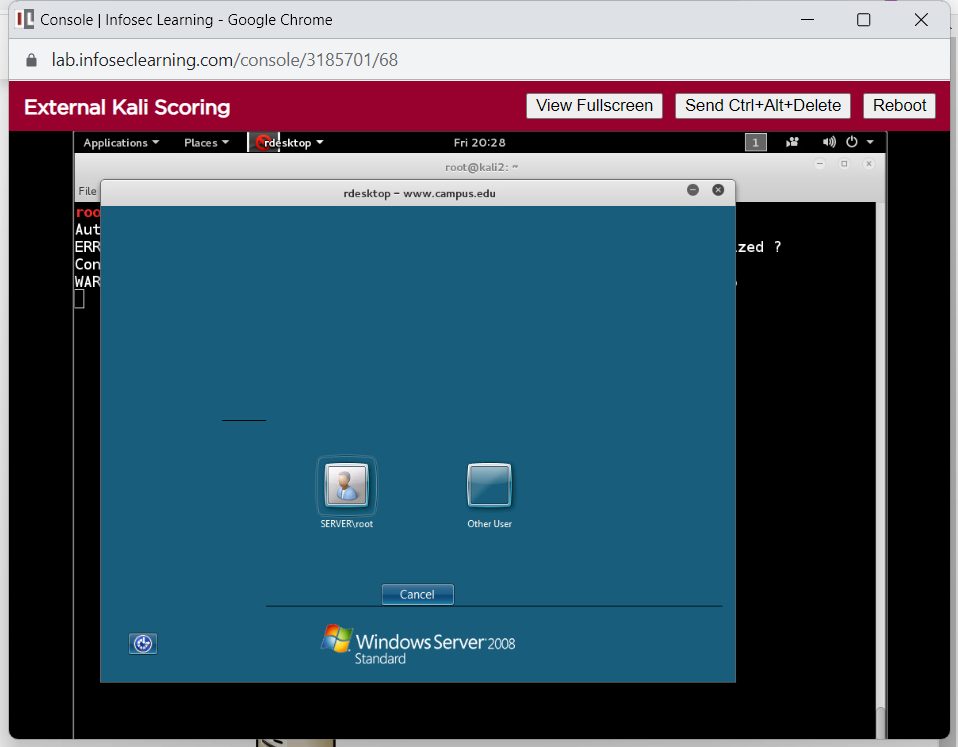 Console | Infosec Learning - Google Chrome
lab.infoseclearning.com/console/3185701/68
External Kali Scoring
View Fullscreen
Send Ctrl+Alt+Delete
Reboot
Applications
Places
rdesktop
Fri 20:28
1
root@kali2: ~
File
rdesktop - www.campus.edu
roo
Aut
ERR
zed ?
Con
WAR
SERVER\root
Other User
Cancel
Windows Server 2008
Standard